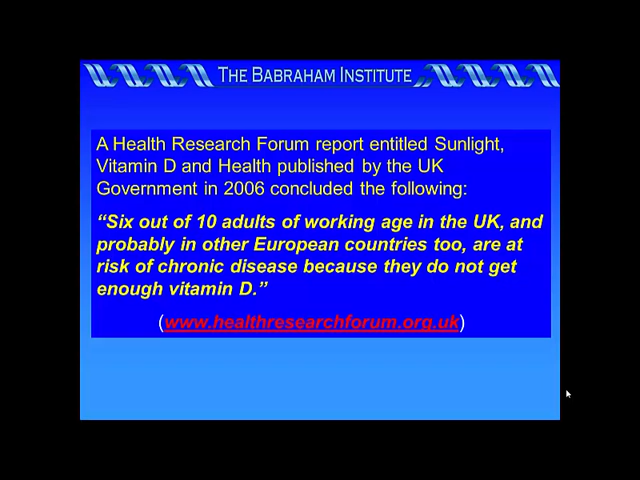 THE BABRAHAM INSTITUTE
A Health Research Forum report entitled Sunlight,
Vitamin D and Health published by the UK
Government in 2006 concluded the following:
“Six out of 10 adults of working age in the UK, and
probably in other European countries too, are at
risk of chronic disease because they do not get
enough vitamin D.”
(www.healthresearchforum.org.uk)